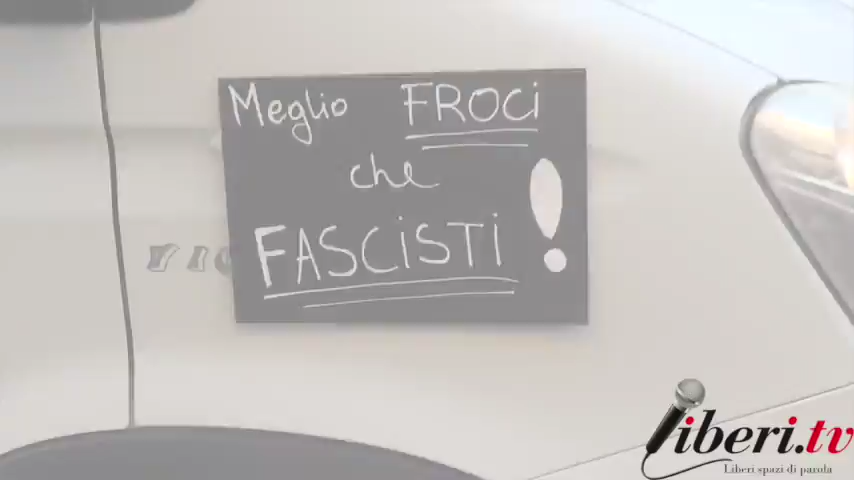 Meglio FROCi
che
FASCiSTi !
liberi.tv
Liberi spazi di parola